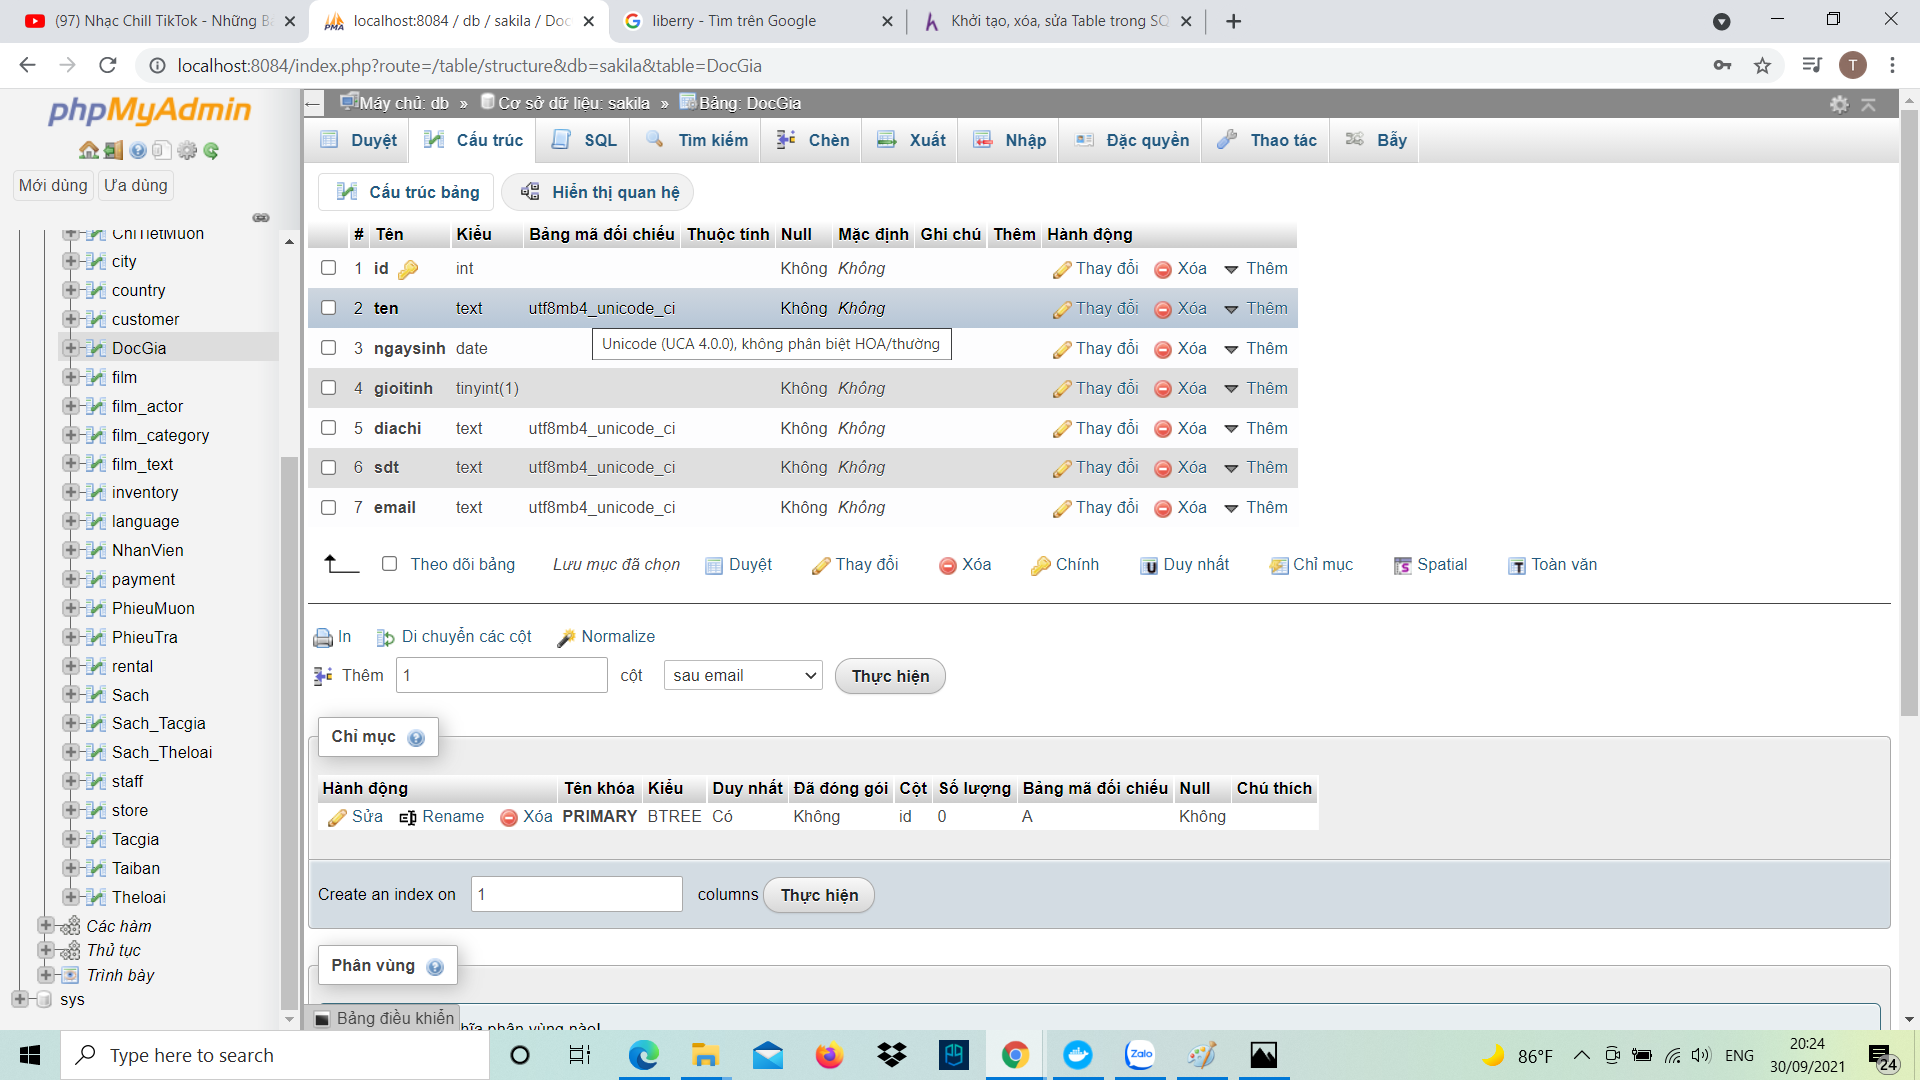 (97) Nhạc Chill TikTok - Những B
localhost:8084 / db / sakila / Doc
liberry - Tìm trên Google
Khởi tạo, xóa, sửa Table trong SQ
localhost:8084/index.php?route=/table/structure&db=sakila&table=DocGia
T
phpMyAdmin
Mới dùng Ưa dùng
ChiTietMuon
city
country
customer
DocGia
film
film_actor
film_category
film_text
inventory
language
NhanVien
payment
PhieuMuon
PhieuTra
rental
Sach
Sach_Tacgia
Sach_Theloai
staff
store
Tacgia
Taiban
Theloai
Các hàm
Thủ tục
Trình bày
sys
Máy chủ: db » Cơ sở dữ liệu: sakila » Bảng: DocGia
Duyệt Cấu trúc SQL Tìm kiếm Chèn Xuất Nhập Đặc quyền Thao tác Bẫy
Cấu trúc bảng Hiển thị quan hệ
# Tên Kiểu Bảng mã đối chiếu Thuộc tính Null Mặc định Ghi chú Thêm Hành động
1 id int Không Không Thay đổi Xóa Thêm
2 ten text utf8mb4_unicode_ci Không Không Thay đổi Xóa Thêm
Unicode (UCA 4.0.0), không phân biệt HOA/thường
3 ngaysinh date Thay đổi Xóa Thêm
4 gioitinh tinyint(1) Không Không Thay đổi Xóa Thêm
5 diachi text utf8mb4_unicode_ci Không Không Thay đổi Xóa Thêm
6 sdt text utf8mb4_unicode_ci Không Không Thay đổi Xóa Thêm
7 email text utf8mb4_unicode_ci Không Không Thay đổi Xóa Thêm
Theo dõi bảng Lưu mục đã chọn Duyệt Thay đổi Xóa Chính Duy nhất Chỉ mục Spatial Toàn văn
In Di chuyển các cột Normalize
Thêm 1 cột sau email Thực hiện
Chỉ mục
Hành động Tên khóa Kiểu Duy nhất Đã đóng gói Cột Số lượng Bảng mã đối chiếu Null Chú thích
Sửa Rename Xóa PRIMARY BTREE Có Không id 0 A Không
Create an index on 1 columns Thực hiện
Phân vùng
Bảng điều khiển
hĩa phân vùng nào!
Type here to search
Zalo
86°F
ENG
20:24
30/09/2021
24